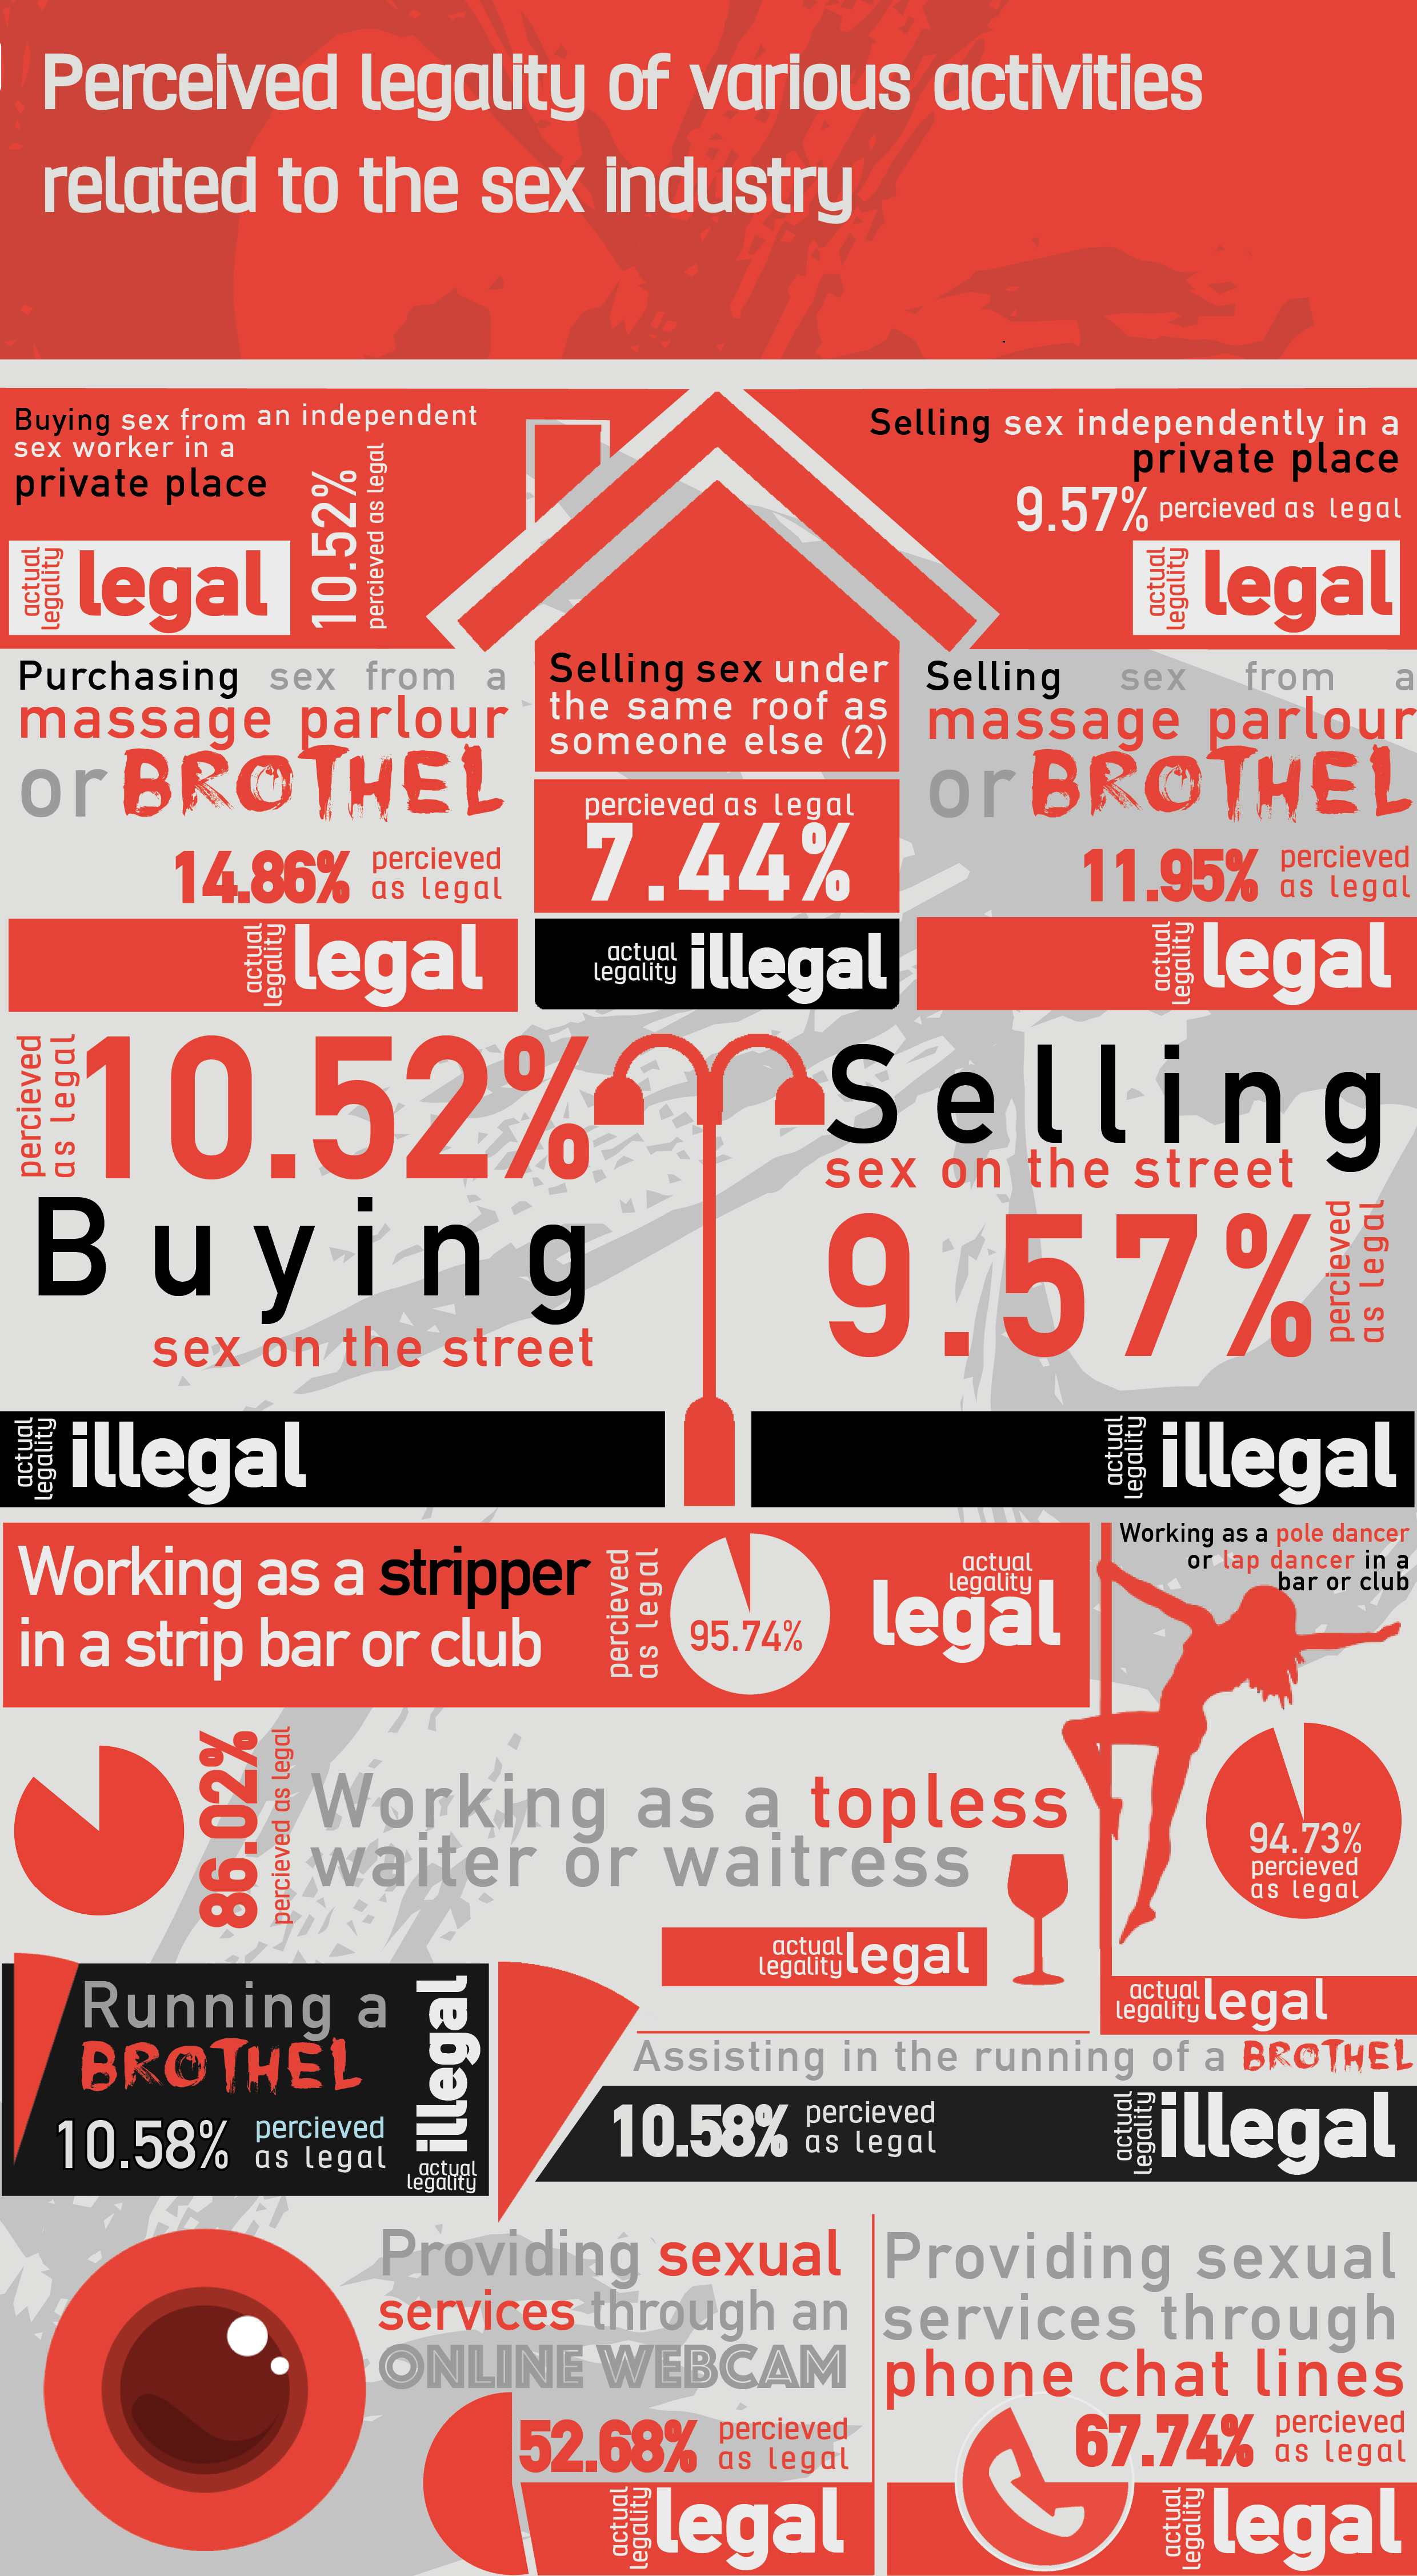 Perceived legality of various activities
related to the sex industry
Buying sex from an independent
sex worker in a
private place
10.52%
percieved as legal
actual
legality
legal
Selling sex independently in a
private place
9.57% percieved as legal
actual
legality
legal
Purchasing sex from a
massage parlour
or BROTHEL
14.86% percieved
as legal
actual
legality
legal
Selling sex under
the same roof as
someone else (2)
percieved as legal
7.44%
actual
legality
illegal
Selling sex from a
massage parlour
or BROTHEL
11.95% percieved
as legal
actual
legality
legal
percieved
as legal
10.52%
Buying
sex on the street
actual
legality
illegal
Selling
sex on the street
9.57%
percieved
as legal
actual
legality
illegal
Working as a stripper
in a strip bar or club
percieved
as legal
95.74%
actual
legality
legal
Working as a pole dancer
or lap dancer in a
bar or club
94.73%
percieved
as legal
actual
legality
legal
86.02%
percieved as legal
Working as a topless
waiter or waitress
actual
legality
legal
Running a
BROTHEL
10.58% percieved
as legal
illegal
actual
legality
Assisting in the running of a BROTHEL
10.58% percieved
as legal
actual
legality
illegal
Providing sexual
services through an
ONLINE WEBCAM
52.68% percieved
as legal
actual
legality
legal
Providing sexual
services through
phone chat lines
67.74% percieved
as legal
actual
legality
legal